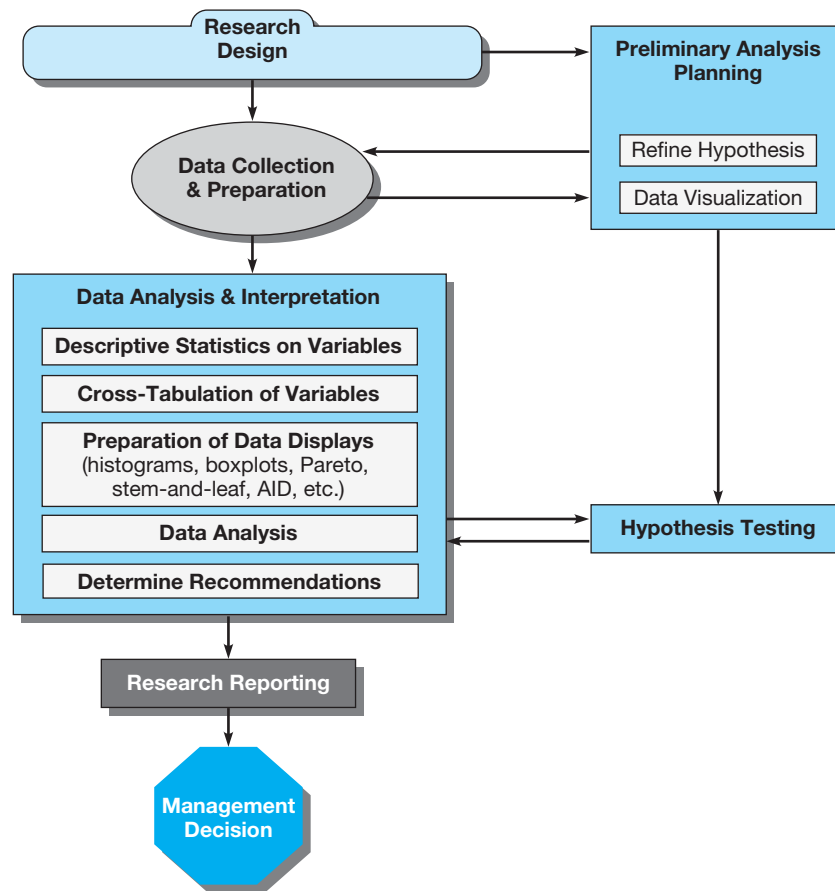 Research
Design
Preliminary Analysis
Planning
Refine Hypothesis
Data Visualization
Data Collection
& Preparation
Data Analysis & Interpretation
Descriptive Statistics on Variables
Cross-Tabulation of Variables
Preparation of Data Displays
(histograms, boxplots, Pareto,
stem-and-leaf, AID, etc.)
Data Analysis
Determine Recommendations
Hypothesis Testing
Research Reporting
Management
Decision